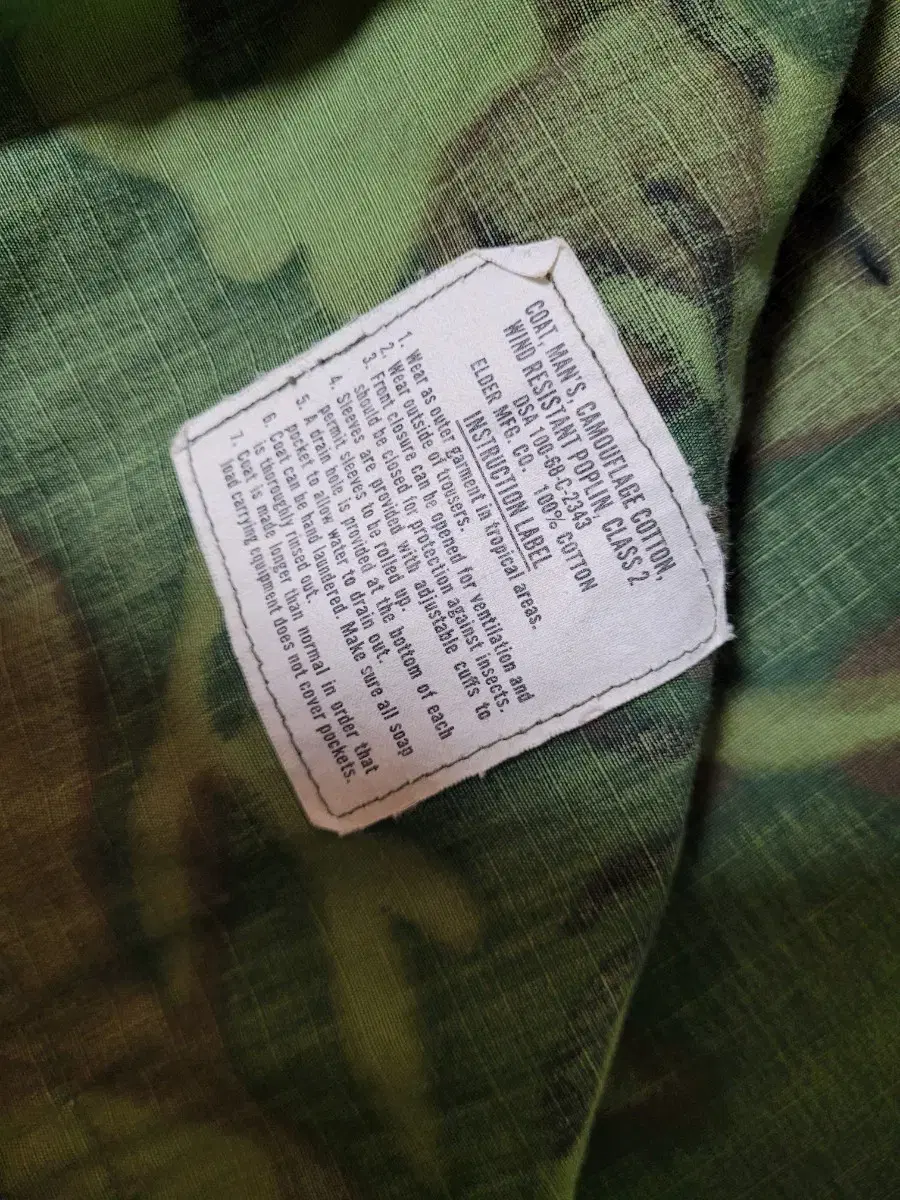 COAT, MAN'S, CAMOUFLAGE COTTON,
WIND RESISTANT POPLIN, CLASS 2
DSA 100-68-C-2343
ELDER MFG. CO. 100% COTTON
INSTRUCTION LABEL
1. Wear as outer garment in tropical areas.
2. Wear outside of trousers.
3. Front closure can be opened for ventilation and
should be closed for protection against insects.
4. Sleeves are provided with adjustable cuffs to
permit sleeves to be rolled up.
5. A drain hole is provided at the bottom of each
pocket to allow water to drain out.
6. Coat can be hand laundered. Make sure all soap
is thoroughly rinsed out.
7. Coat is made longer than normal in order that
load carrying equipment does not cover pockets.